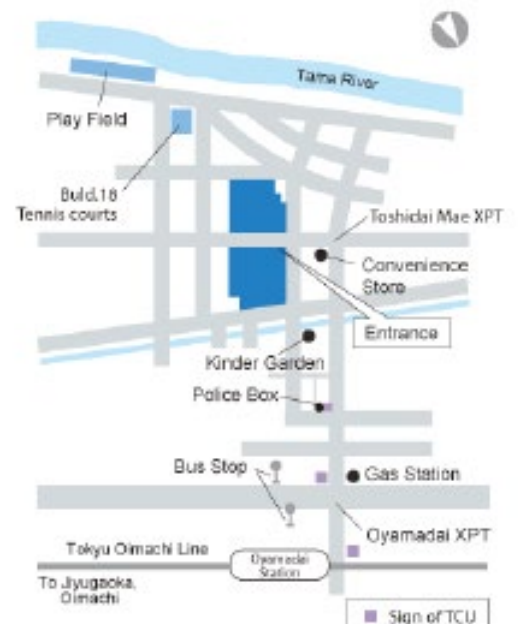 Tama River
Play Field
Build.18
Tennis courts
Toshidai Mae XPT
Convenience
Store
Entrance
Kinder Garden
Police Box
Bus Stop
Gas Station
Oyamadai XPT
Tokyu Oimachi Line
Oyamadai
Station
To Jiyugaoka,
Oimachi
Sign of TCU